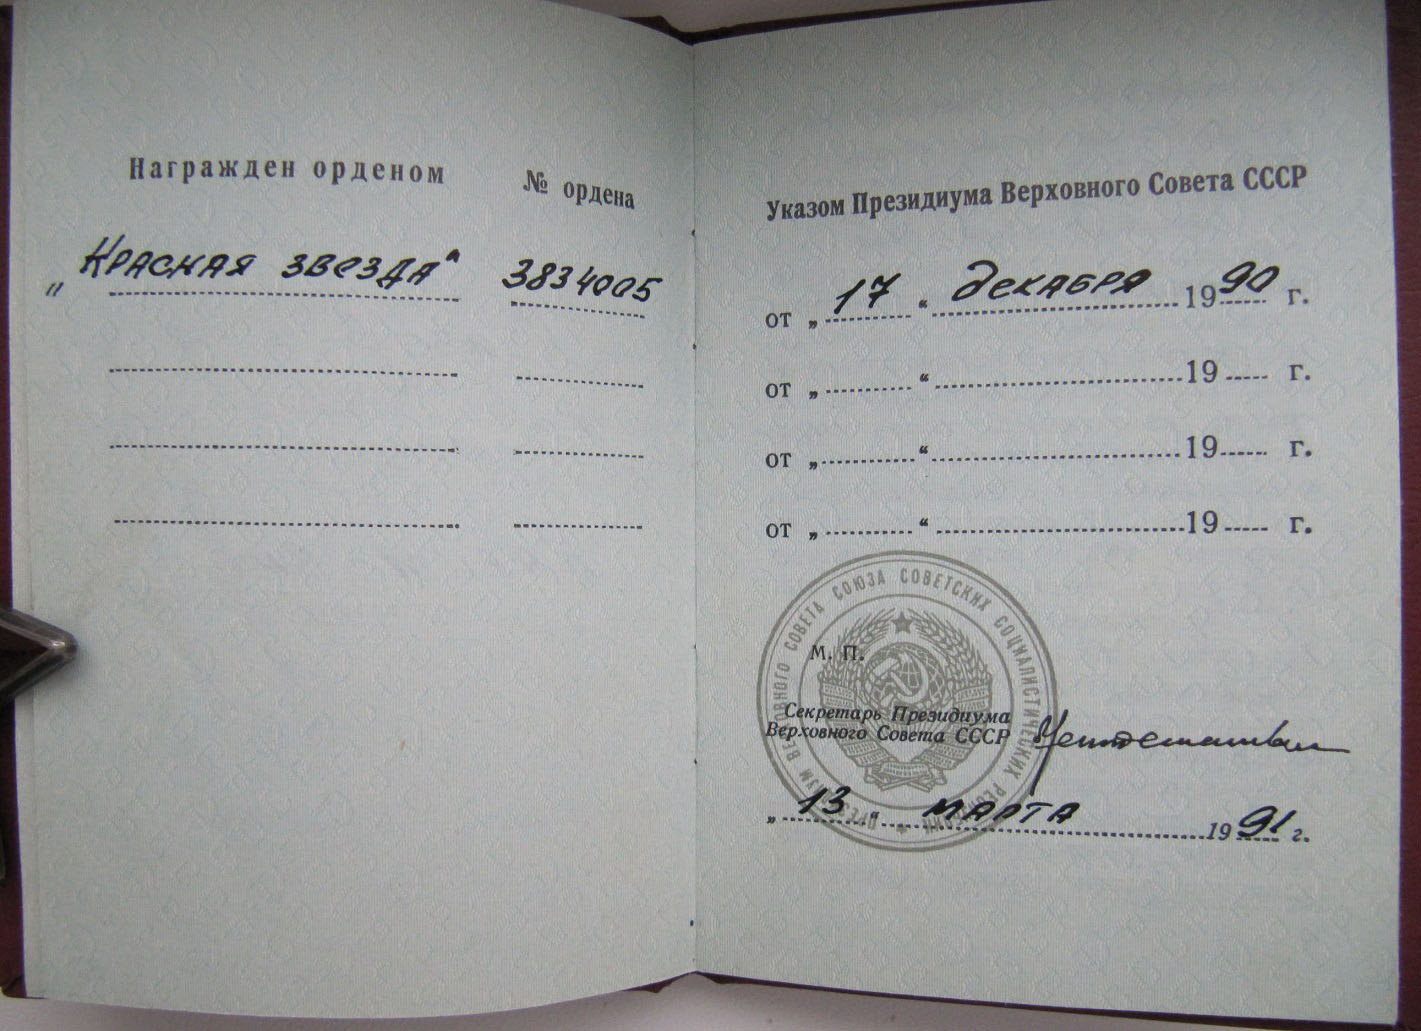 Награжден орденом № ордена
„Красная звезда“ 3834005
Указом Президиума Верховного Совета СССР
от „17“ декабря 1990 г.
от „ “ 19 г.
от „ “ 19 г.
от „ “ 19 г.
ПРЕЗИДИУМ ВЕРХОВНОГО СОВЕТА СОЮЗА СОВЕТСКИХ СОЦИАЛИСТИЧЕСКИХ РЕСПУБЛИК
М. П.
Секретарь Президиума
Верховного Совета СССР
„13“ марта 1991 г.